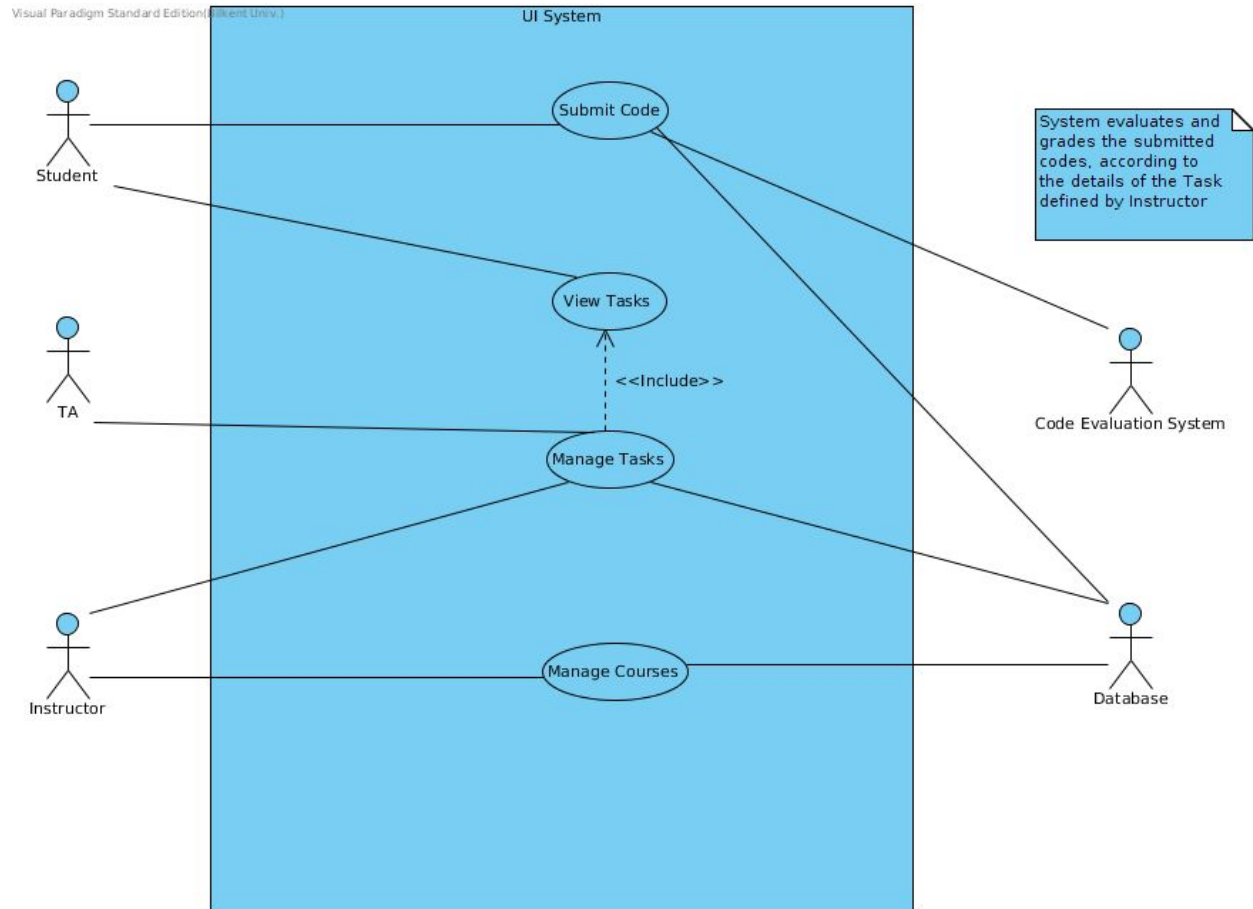 Visual Paradigm Standard Edition(Bilkent Univ.)
UI System
Submit Code
System evaluates and
grades the submitted
codes, according to
the details of the Task
defined by Instructor
Student
View Tasks
<<Include>>
TA
Code Evaluation System
Manage Tasks
Manage Courses
Instructor
Database